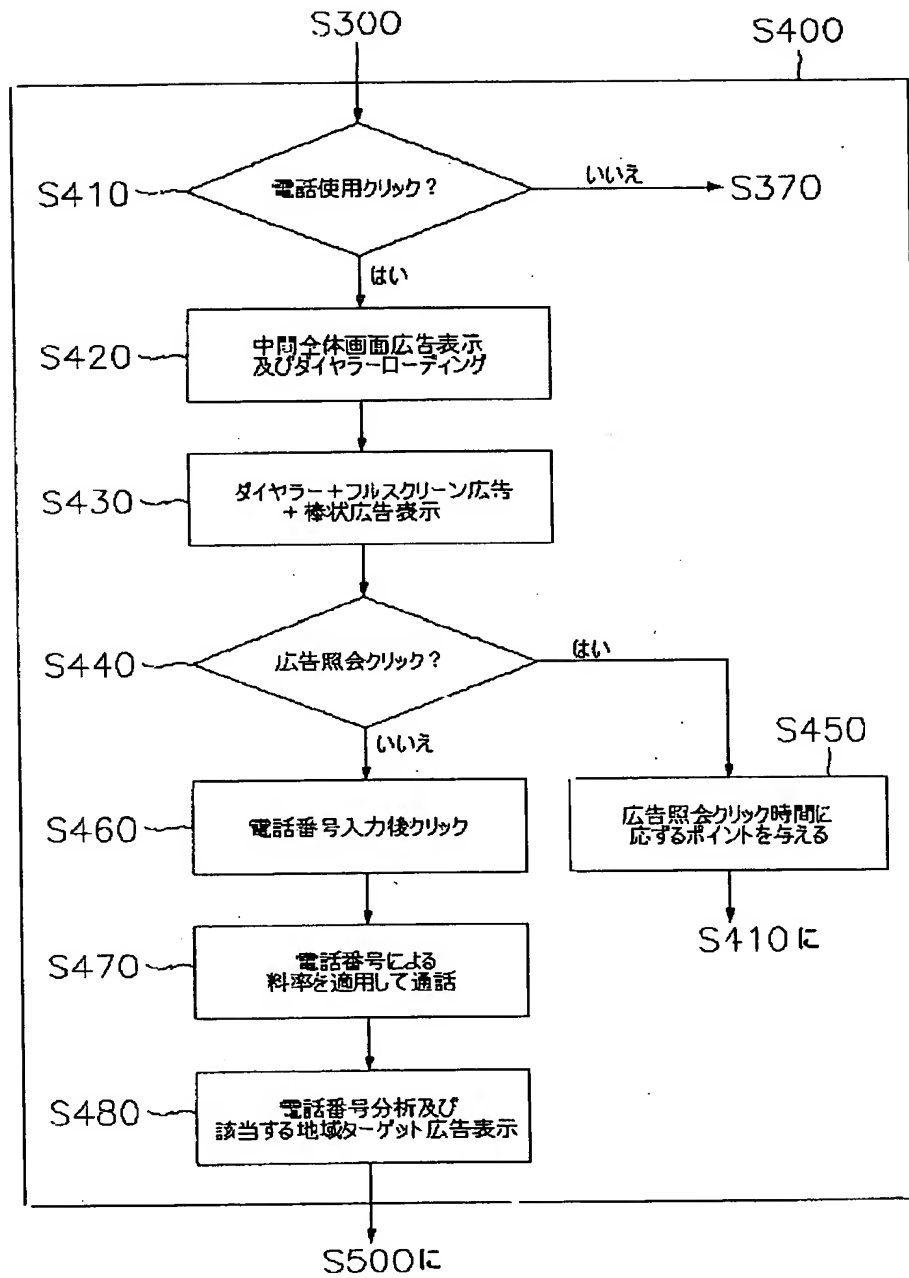 S300
S400
S410
電話使用クリック?
いいえ
S370
はい
S420
中間全体画面広告表示
及びダイヤラーローディング
S430
ダイヤラー+フルスクリーン広告
+棒状広告表示
S440
広告照会クリック?
はい
いいえ
S450
S460
電話番号入力後クリック
広告照会クリック時間に
応ずるポイントを与える
S410に
S470
電話番号による
料率を適用して通話
S480
電話番号分析及び
該当する地域ターゲット広告表示
S500に